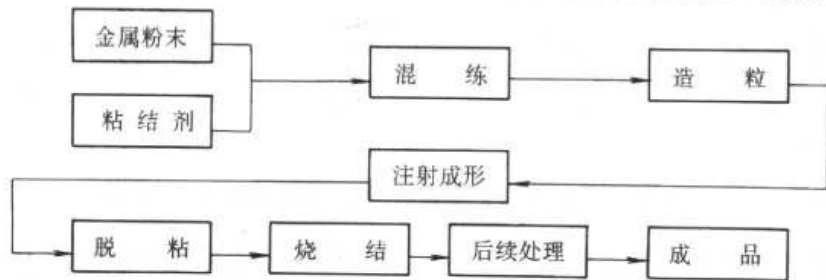 金属粉末
粘结剂
混 练
造 粒
注射成形
脱 粘
烧 结
后续处理
成 品